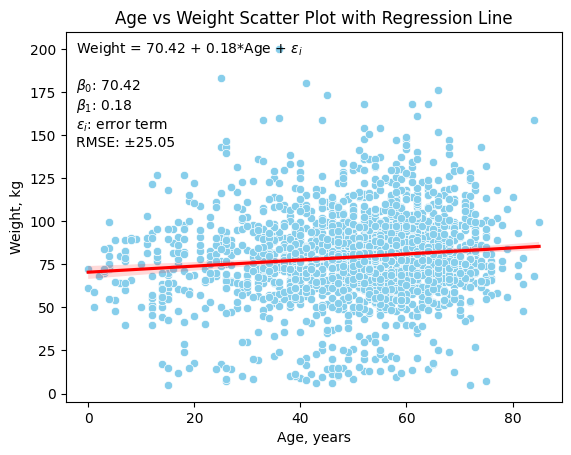 Age vs Weight Scatter Plot with Regression Line
Weight = 70.42 + 0.18*Age + εi
β0: 70.42
β1: 0.18
εi: error term
RMSE: ±25.05
Weight, kg
200
175
150
125
100
75
50
25
0
0 20 40 60 80
Age, years